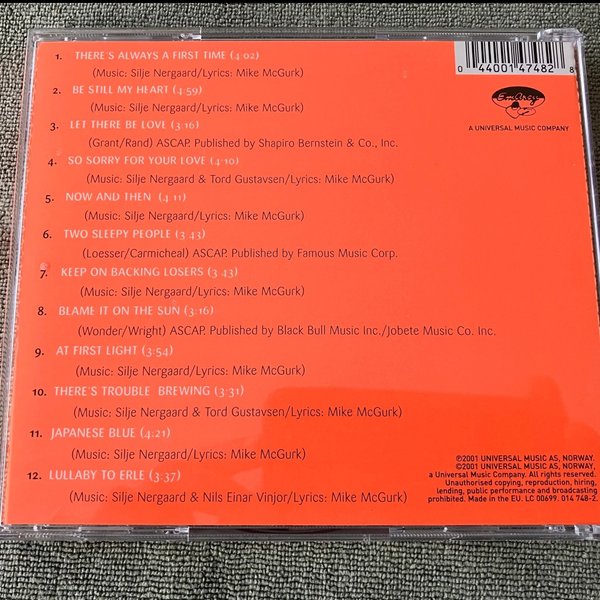 1. THERE'S ALWAYS A FIRST TIME (4:02)
(Music: Silje Nergaard/Lyrics: Mike McGurk)
2. BE STILL MY HEART (4:59)
(Music: Silje Nergaard/Lyrics: Mike McGurk)
3. LET THERE BE LOVE (3:16)
(Grant/Rand) ASCAP. Published by Shapiro Bernstein & Co., Inc.
4. SO SORRY FOR YOUR LOVE (4:10)
(Music: Silje Nergaard & Tord Gustavsen/Lyrics: Mike McGurk)
5. NOW AND THEN (4:11)
(Music: Silje Nergaard/Lyrics: Mike McGurk)
6. TWO SLEEPY PEOPLE (3:43)
(Loesser/Carmicheal) ASCAP. Published by Famous Music Corp.
7. KEEP ON BACKING LOSERS (3:43)
(Music: Silje Nergaard/Lyrics: Mike McGurk)
8. BLAME IT ON THE SUN (3:16)
(Wonder/Wright) ASCAP. Published by Black Bull Music Inc./Jobete Music Co. Inc.
9. AT FIRST LIGHT (3:54)
(Music: Silje Nergaard/Lyrics: Mike McGurk)
10. THERE'S TROUBLE BREWING (3:31)
(Music: Silje Nergaard & Tord Gustavsen/Lyrics: Mike McGurk)
11. JAPANESE BLUE (4:21)
(Music: Silje Nergaard/Lyrics: Mike McGurk)
12. LULLABY TO ERLE (3:37)
(Music: Silje Nergaard & Nils Einar Vinjor/Lyrics: Mike McGurk)
0 44001 47482 8
EmArcy
A UNIVERSAL MUSIC COMPANY
℗2001 UNIVERSAL MUSIC AS, NORWAY.
©2001 UNIVERSAL MUSIC AS, NORWAY,
a Universal Music Company. All rights reserved.
Unauthorised copying, reproduction, hiring,
lending, public performance and broadcasting
prohibited. Made in the EU. LC 00699. 014 748-2.